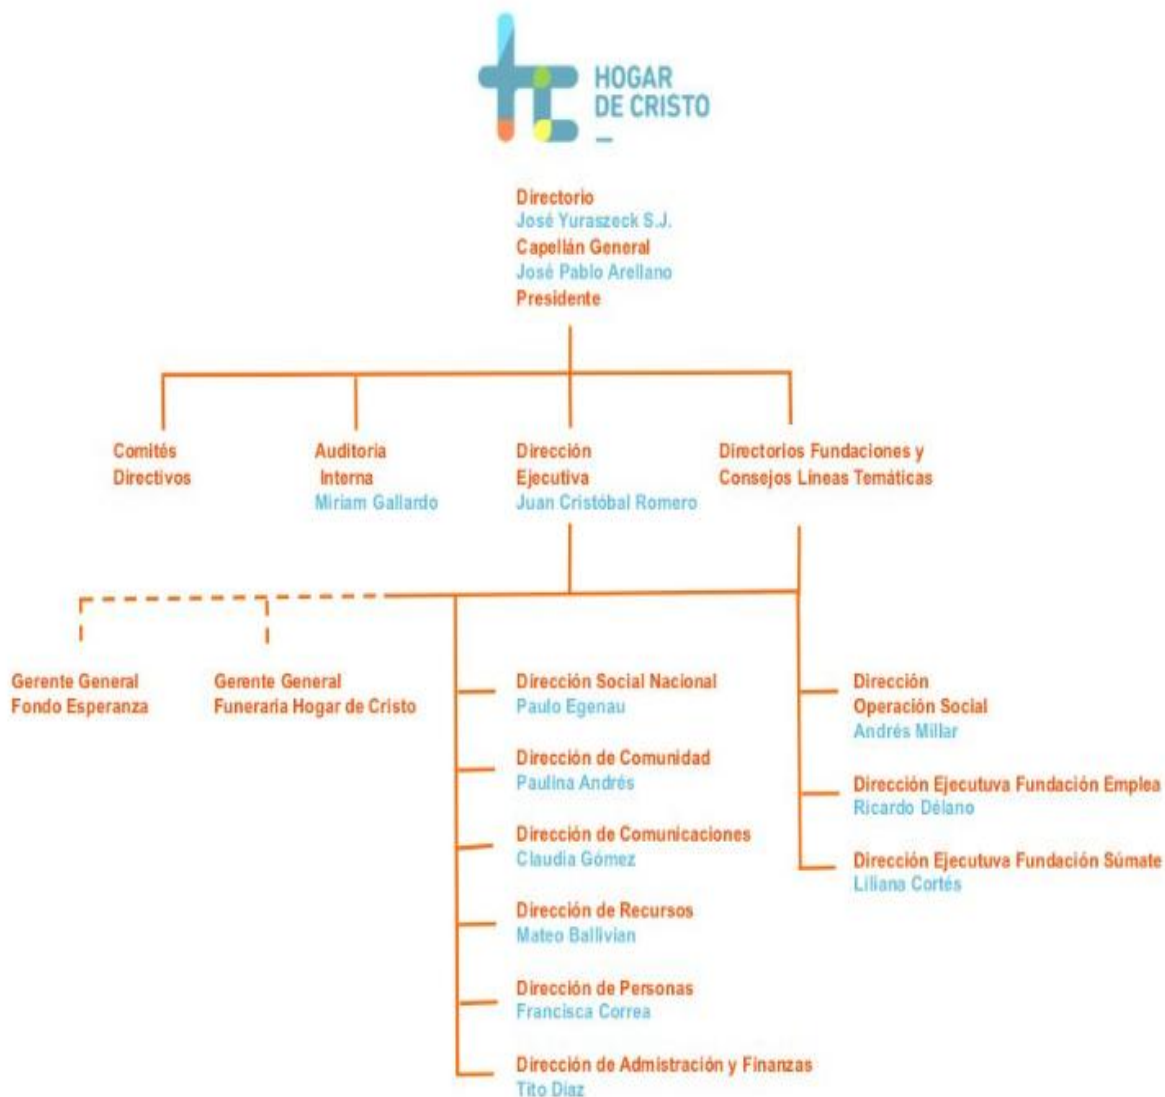 HOGAR
DE CRISTO
Directorio
José Yuraszeck S.J.
Capellán General
José Pablo Arellano
Presidente
Comités
Directivos
Auditoria
Interna
Miriam Gallardo
Dirección
Ejecutiva
Juan Cristóbal Romero
Directorios Fundaciones y
Consejos Líneas Temáticas
Gerente General
Fondo Esperanza
Gerente General
Funeraria Hogar de Cristo
Dirección Social Nacional
Paulo Egenau
Dirección de Comunidad
Paulina Andrés
Dirección de Comunicaciones
Claudia Gómez
Dirección de Recursos
Mateo Ballivian
Dirección de Personas
Francisca Correa
Dirección de Admistración y Finanzas
Tito Díaz
Dirección
Operación Social
Andrés Millar
Dirección Ejecutuva Fundación Emplea
Ricardo Délano
Dirección Ejecutuva Fundación Súmate
Liliana Cortés